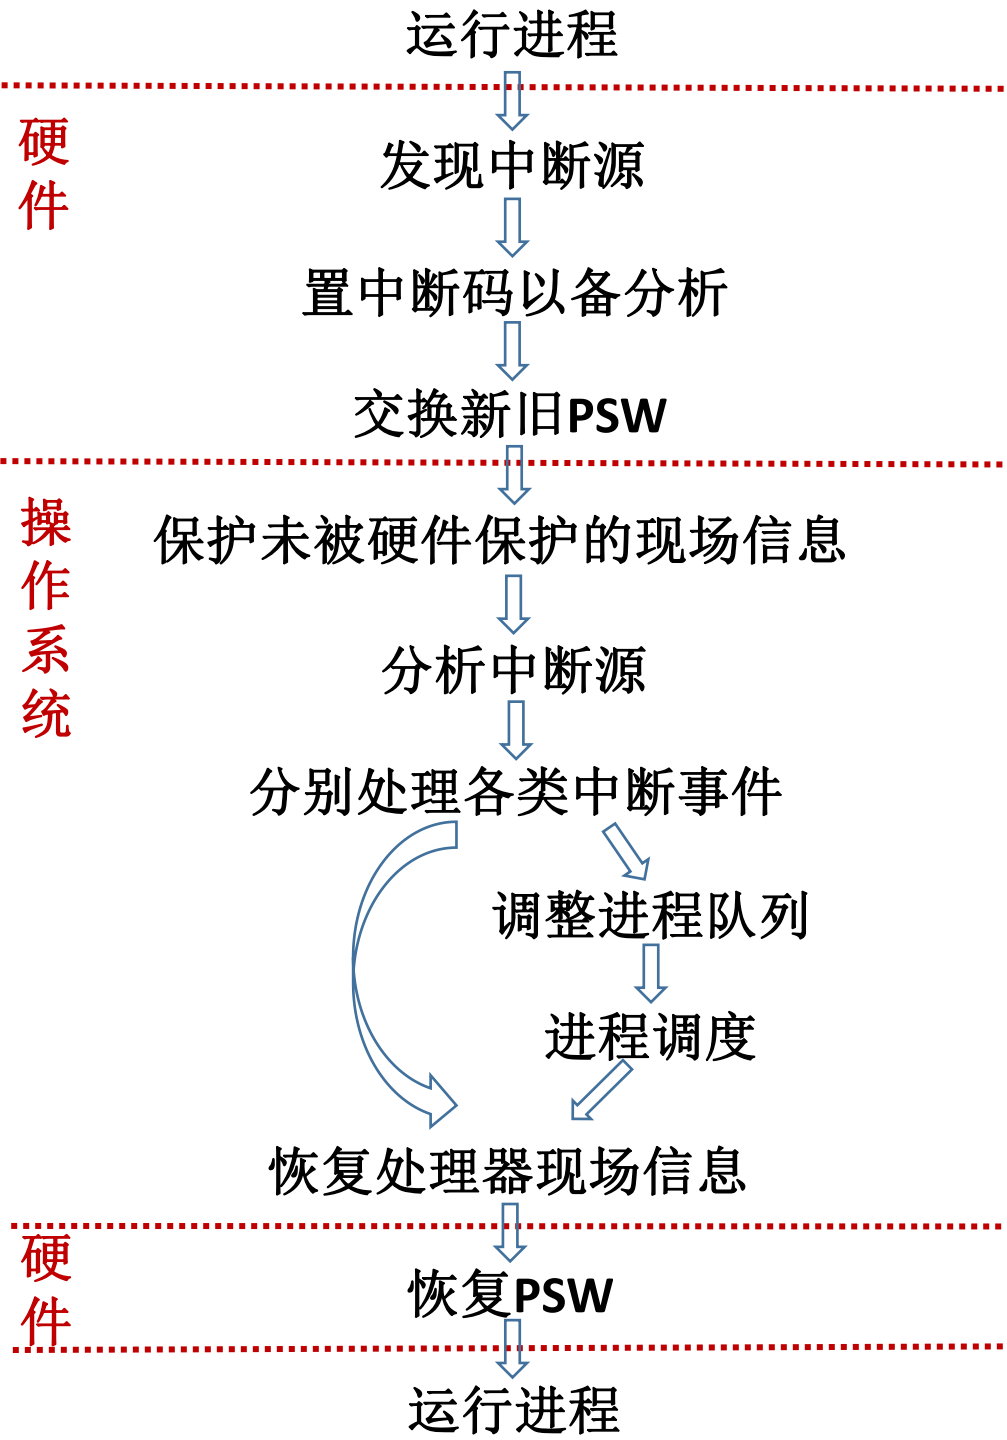 运行进程
硬件
发现中断源
置中断码以备分析
交换新旧PSW
操作系统
保护未被硬件保护的现场信息
分析中断源
分别处理各类中断事件
调整进程队列
进程调度
恢复处理器现场信息
硬件
恢复PSW
运行进程